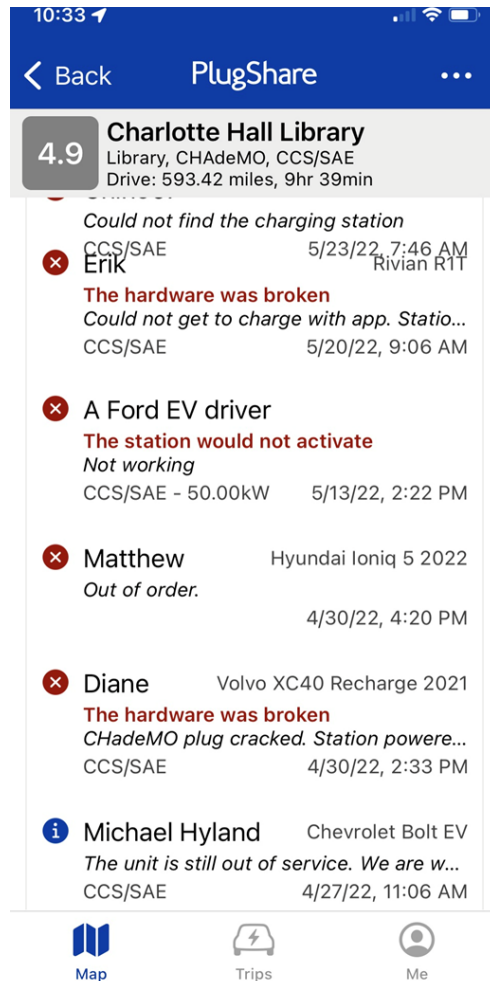 10:33
Back
PlugShare
4.9
Charlotte Hall Library
Library, CHAdeMO, CCS/SAE
Drive: 593.42 miles, 9hr 39min
Could not find the charging station
CCS/SAE 5/23/22, 7:46 AM
Erik Rivian R1T
The hardware was broken
Could not get to charge with app. Statio...
CCS/SAE 5/20/22, 9:06 AM
A Ford EV driver
The station would not activate
Not working
CCS/SAE - 50.00kW 5/13/22, 2:22 PM
Matthew Hyundai Ioniq 5 2022
Out of order.
4/30/22, 4:20 PM
Diane Volvo XC40 Recharge 2021
The hardware was broken
CHadeMO plug cracked. Station powere...
CCS/SAE 4/30/22, 2:33 PM
Michael Hyland Chevrolet Bolt EV
The unit is still out of service. We are w...
CCS/SAE 4/27/22, 11:06 AM
Map Trips Me